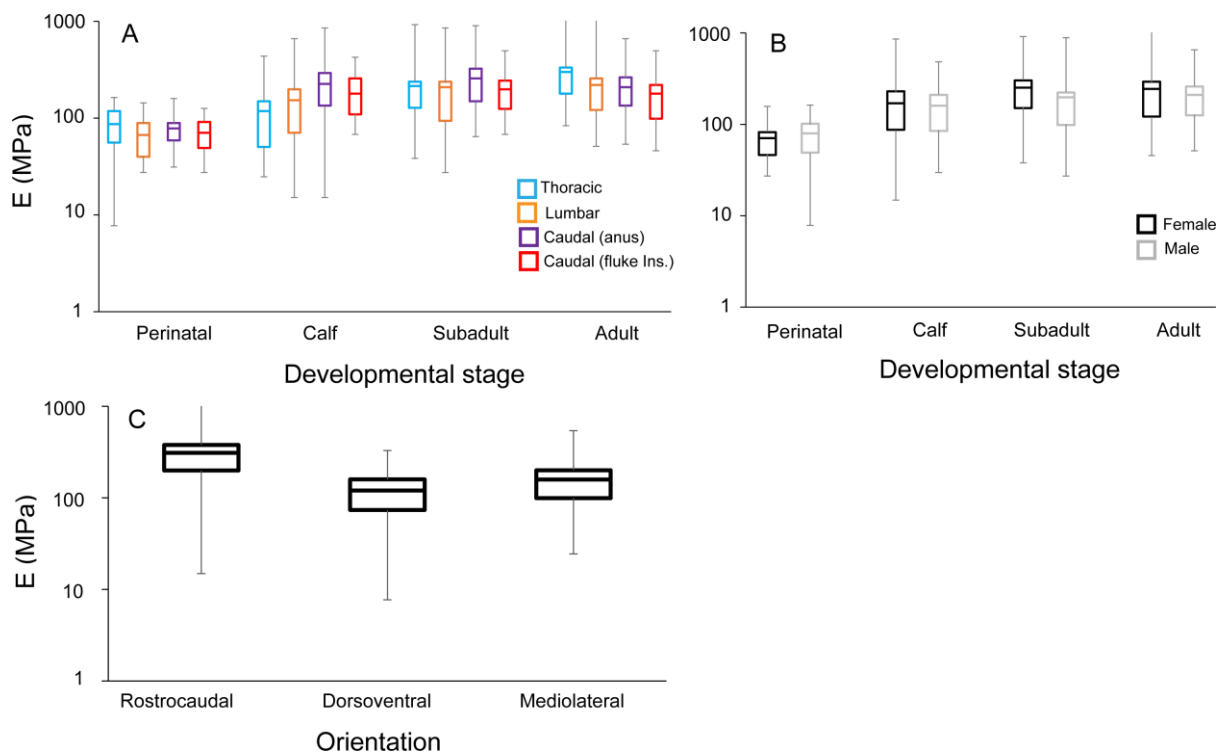 A
1000
100
10
1
E (MPa)
Thoracic
Lumbar
Caudal (anus)
Caudal (fluke Ins.)
Perinatal Calf Subadult Adult
Developmental stage
B
1000
100
10
1
Female
Male
Perinatal Calf Subadult Adult
Developmental stage
C
1000
100
10
1
E (MPa)
Rostrocaudal Dorsoventral Mediolateral
Orientation